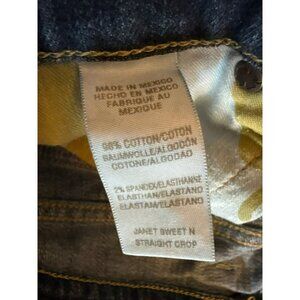 MADE IN MEXICO
HECHO EN MEXICO
FABRIQUE AU
MEXIQUE
98% COTTON/COTON
BAUMWOLLE/ALGODÓN
COTONE/ALGODAO
2% SPANDEX/ELASTHANNE
ELASTHAN/ELASTANO
ELASTAM/ELASTANO
JANET SWEET N
STRAIGHT CROP